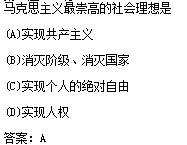 马克思主义最崇高的社会理想是
(A)实现共产主义
(B)消灭阶级、消灭国家
(C)实现个人的绝对自由
(D)实现人权
答案：A